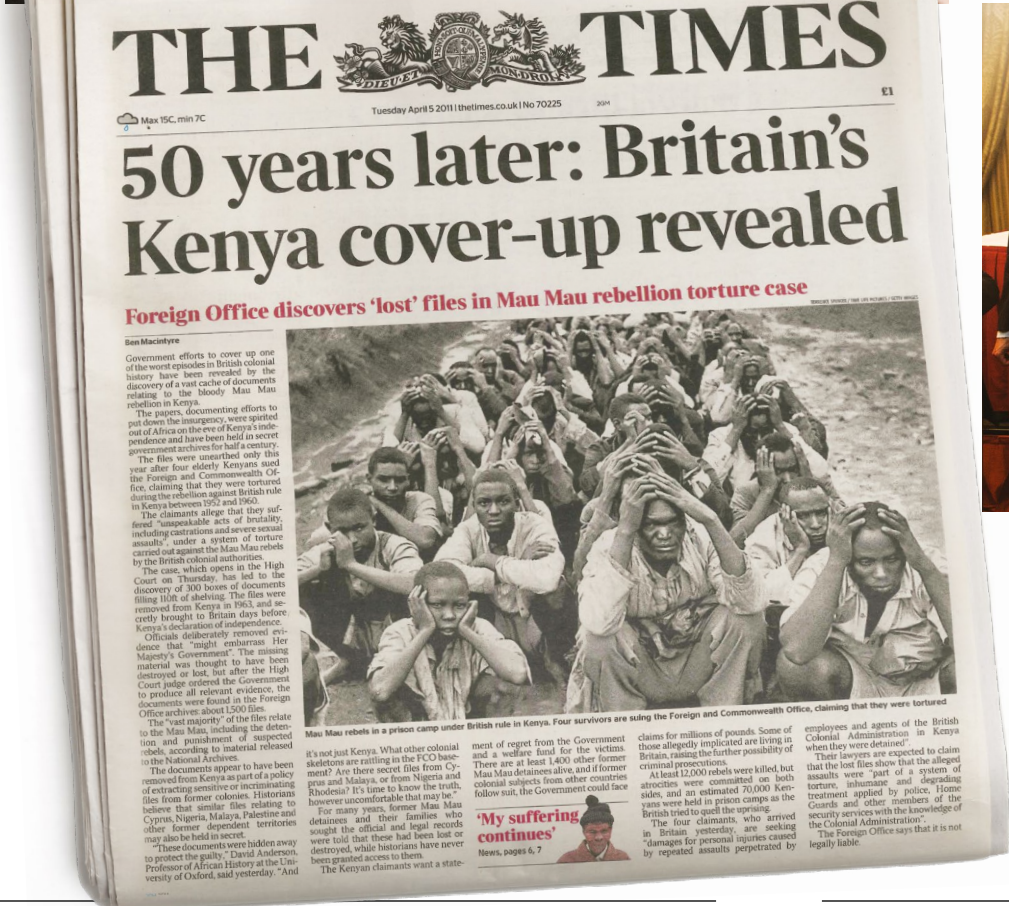 THE TIMES
DIEU ET MON DROIT
Max 15C, min 7C
Tuesday April 5 2011 | thetimes.co.uk | No 70225
2GM
£1
50 years later: Britain's
Kenya cover-up revealed
Foreign Office discovers 'lost' files in Mau Mau rebellion torture case
Ben Macintyre
Government efforts to cover up one
of the worst episodes in British colonial
history have been revealed by the
discovery of a vast cache of documents
relating to the bloody Mau Mau
rebellion in Kenya.
The papers, documenting efforts to
put down the insurgency, were spirited
out of Africa on the eve of Kenya's inde-
pendence and have been held in secret
government archives for half a century.
The files were unearthed only this
year after four elderly Kenyans sued
the Foreign and Commonwealth Of-
fice, claiming that they were tortured
during the rebellion against British rule
in Kenya between 1952 and 1960.
The claimants allege that they suf-
fered "unspeakable acts of brutality,
including castrations and severe sexual
assaults", under a system of torture
carried out against the Mau Mau rebels
by the British colonial authorities.
The case, which opens in the High
Court on Thursday, has led to the
discovery of 300 boxes of documents
filling 110ft of shelving. The files were
removed from Kenya in 1963, and se-
cretly brought to Britain days before
Kenya's declaration of independence.
Officials deliberately removed evi-
dence that "might embarrass Her
Majesty's Government". The missing
material was thought to have been
destroyed or lost, but after the High
Court judge ordered the Government
to produce all relevant evidence, the
documents were found in the Foreign
Office archives: about 1,500 files.
The "vast majority" of the files relate
to the Mau Mau, including the deten-
tion and punishment of suspected
rebels, according to material released
to the National Archives.
The documents appear to have been
removed from Kenya as part of a policy
of extracting sensitive or incriminating
files from former colonies. Historians
believe that similar files relating to
Cyprus, Nigeria, Malaya, Palestine and
other former dependent territories
may also be held in secret.
"These documents were hidden away
to protect the guilty," David Anderson,
Professor of African History at the Uni-
versity of Oxford, said yesterday. "And
Mau Mau rebels in a prison camp under British rule in Kenya. Four survivors are suing the Foreign and Commonwealth Office, claiming that they were tortured
it's not just Kenya. What other colonial
skeletons are rattling in the FCO base-
ment? Are there secret files from Cy-
prus and Malaya, or from Nigeria and
Rhodesia? It's time to know the truth,
however uncomfortable that may be."
For many years, former Mau Mau
detainees and their families who
sought the official and legal records
were told that these had been lost or
destroyed, while historians have never
been granted access to them.
The Kenyan claimants want a state-
ment of regret from the Government
and a welfare fund for the victims.
There are at least 1,400 other former
Mau Mau detainees alive, and if former
colonial subjects from other countries
follow suit, the Government could face
'My suffering
continues'
News, pages 6, 7
claims for millions of pounds. Some of
those allegedly implicated are living in
Britain, raising the further possibility of
criminal prosecutions.
At least 12,000 rebels were killed, but
atrocities were committed on both
sides, and an estimated 70,000 Ken-
yans were held in prison camps as the
British tried to quell the uprising.
The four claimants, who arrived
in Britain yesterday, are seeking
"damages for personal injuries caused
by repeated assaults perpetrated by
employees and agents of the British
Colonial Administration in Kenya
when they were detained".
Their lawyers are expected to claim
that the lost files show that the alleged
assaults were "part of a system of
torture, inhumane and degrading
treatment applied by police, Home
Guards and other members of the
security services with the knowledge of
the Colonial Administration".
The Foreign Office says that it is not
legally liable.